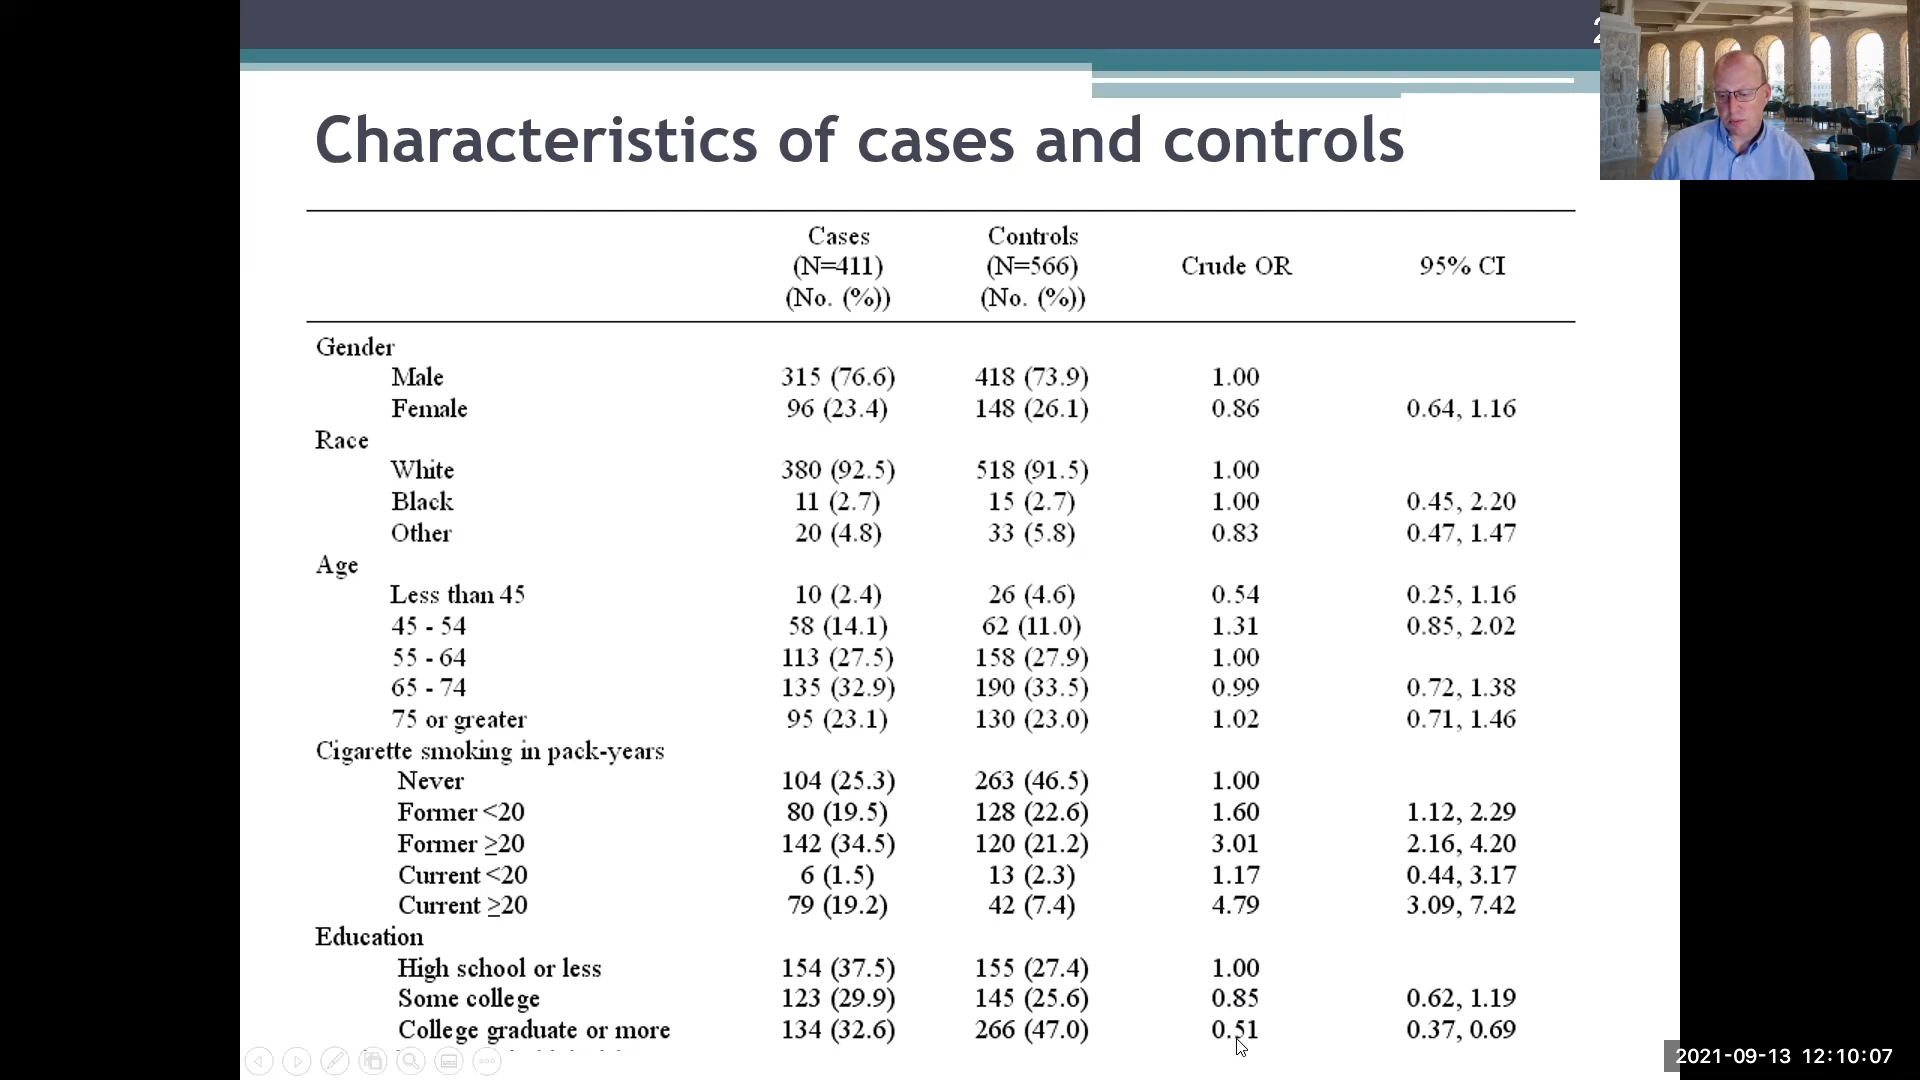 Characteristics of cases and controls
Cases Controls
(N=411) (N=566) Crude OR 95% CI
(No. (%)) (No. (%))
Gender
Male 315 (76.6) 418 (73.9) 1.00
Female 96 (23.4) 148 (26.1) 0.86 0.64, 1.16
Race
White 380 (92.5) 518 (91.5) 1.00
Black 11 (2.7) 15 (2.7) 1.00 0.45, 2.20
Other 20 (4.8) 33 (5.8) 0.83 0.47, 1.47
Age
Less than 45 10 (2.4) 26 (4.6) 0.54 0.25, 1.16
45 - 54 58 (14.1) 62 (11.0) 1.31 0.85, 2.02
55 - 64 113 (27.5) 158 (27.9) 1.00
65 - 74 135 (32.9) 190 (33.5) 0.99 0.72, 1.38
75 or greater 95 (23.1) 130 (23.0) 1.02 0.71, 1.46
Cigarette smoking in pack-years
Never 104 (25.3) 263 (46.5) 1.00
Former <20 80 (19.5) 128 (22.6) 1.60 1.12, 2.29
Former ≥20 142 (34.5) 120 (21.2) 3.01 2.16, 4.20
Current <20 6 (1.5) 13 (2.3) 1.17 0.44, 3.17
Current ≥20 79 (19.2) 42 (7.4) 4.79 3.09, 7.42
Education
High school or less 154 (37.5) 155 (27.4) 1.00
Some college 123 (29.9) 145 (25.6) 0.85 0.62, 1.19
College graduate or more 134 (32.6) 266 (47.0) 0.51 0.37, 0.69
2021-09-13 12:10:07